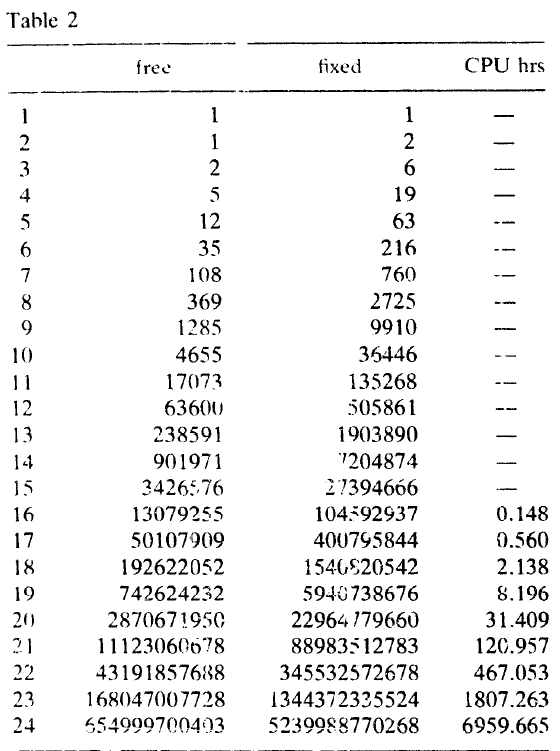 Table 2
free fixed CPU hrs
1 1 1 —
2 1 2 —
3 2 6 —
4 5 19 —
5 12 63 —
6 35 216 —
7 108 760 —
8 369 2725 —
9 1285 9910 —
10 4655 36446 —
11 17073 135268 —
12 63600 505861 —
13 238591 1903890 —
14 901971 7204874 —
15 3426576 27394666 —
16 13079255 104592937 0.148
17 50107909 400795844 0.560
18 192622052 1540820542 2.138
19 742624232 5940738676 8.196
20 2870671950 22964779660 31.409
21 11123060678 88983512783 120.957
22 43191857688 345532572678 467.053
23 168047007728 1344372335524 1807.263
24 654999700403 5239988770268 6959.665